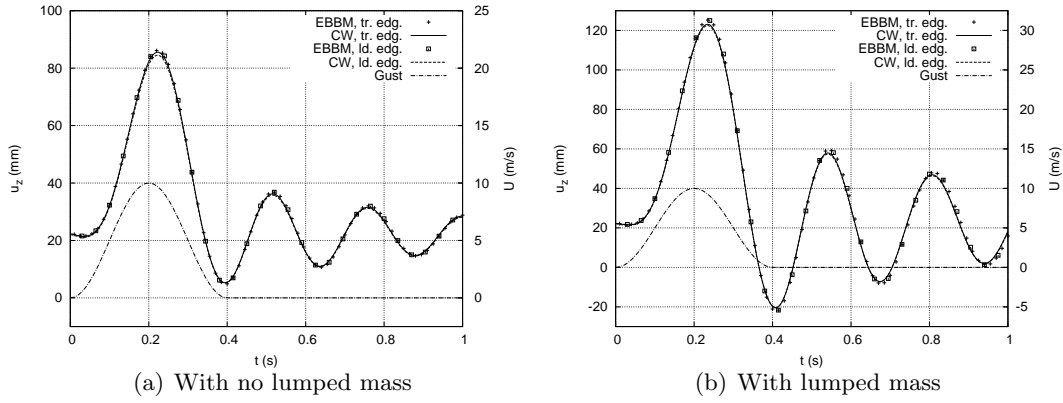 100
80
60
40
20
0
u_z (mm)
0
0.2
0.4
0.6
0.8
1
t (s)
25
20
15
10
5
0
U (m/s)
EBBM, tr. edg.
CW, tr. edg.
EBBM, ld. edg.
CW, ld. edg.
Gust
(a) With no lumped mass
120
100
80
60
40
20
0
-20
u_z (mm)
0
0.2
0.4
0.6
0.8
1
t (s)
30
25
20
15
10
5
0
-5
U (m/s)
EBBM, tr. edg.
CW, tr. edg.
EBBM, ld. edg.
CW, ld. edg.
Gust
(b) With lumped mass